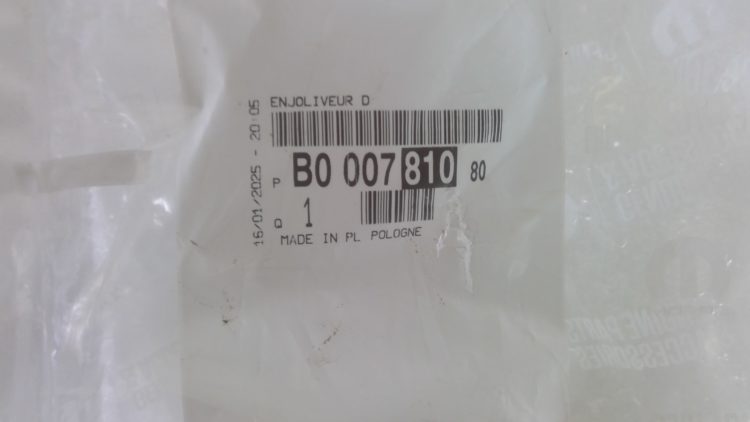 ENJOLIVEUR D
16/01/2025 - 20:05
P B0 007 810 80
Q 1
MADE IN PL POLOGNE